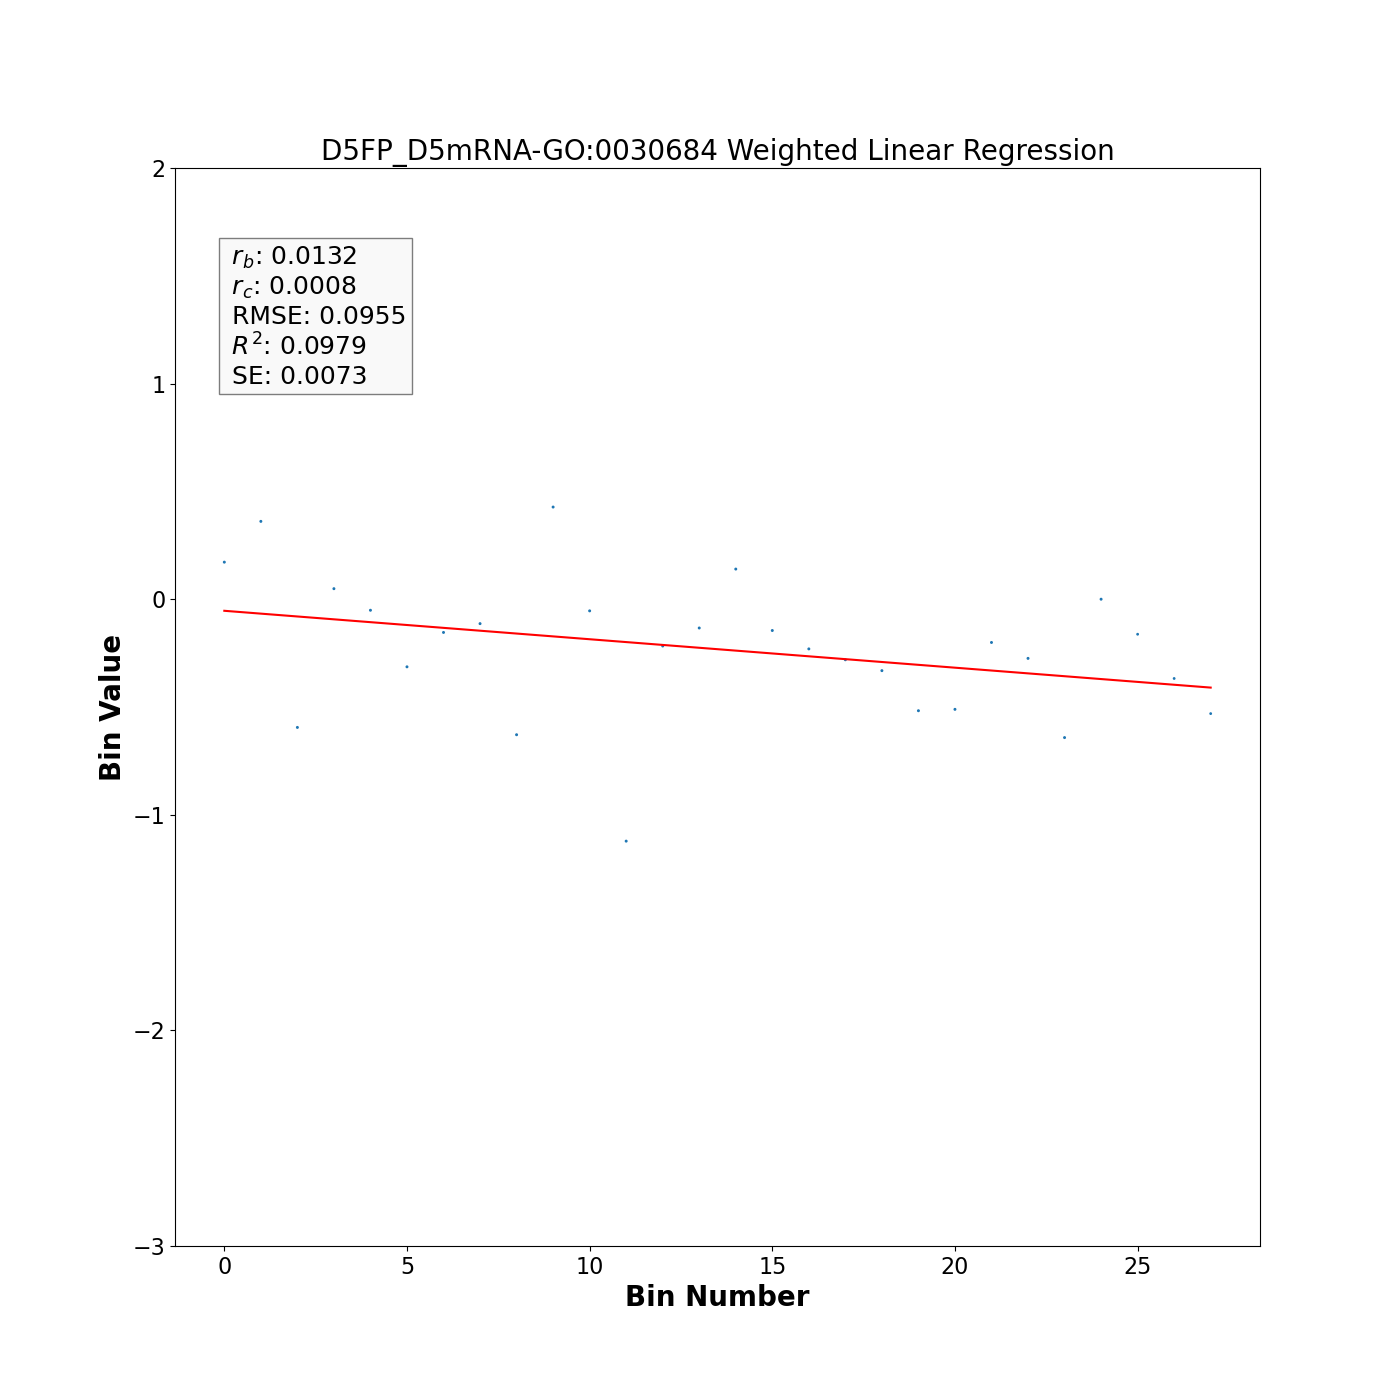 D5FP_D5mRNA-GO:0030684 Weighted Linear Regression
2
r_b: 0.0132
r_c: 0.0008
RMSE: 0.0955
R²: 0.0979
SE: 0.0073
1
0
−1
−2
−3
Bin Value
0 5 10 15 20 25
Bin Number